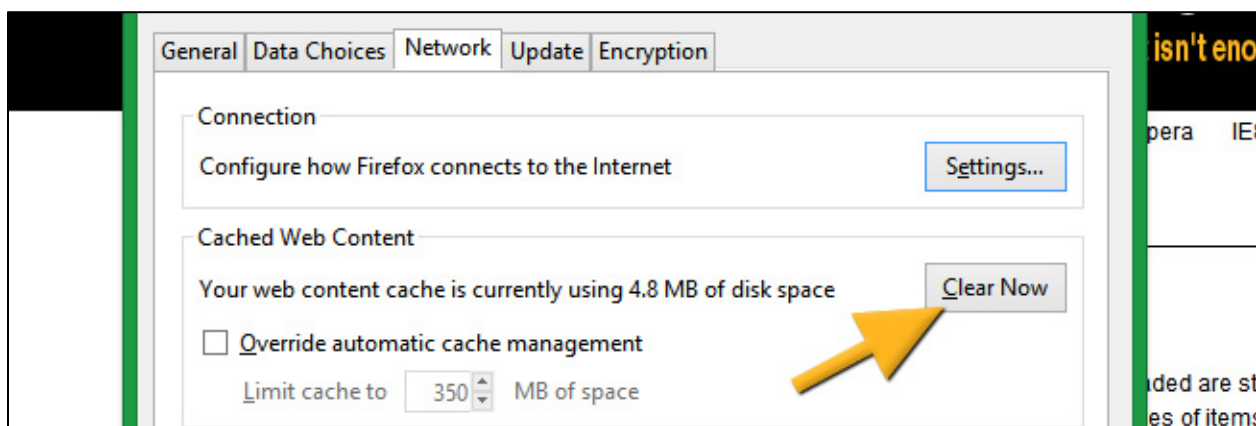 General Data Choices Network Update Encryption
isn't eno
Connection
pera IE8
Configure how Firefox connects to the Internet Settings...
Cached Web Content
Your web content cache is currently using 4.8 MB of disk space Clear Now
Override automatic cache management
Limit cache to 350 MB of space
ded are st
es of items